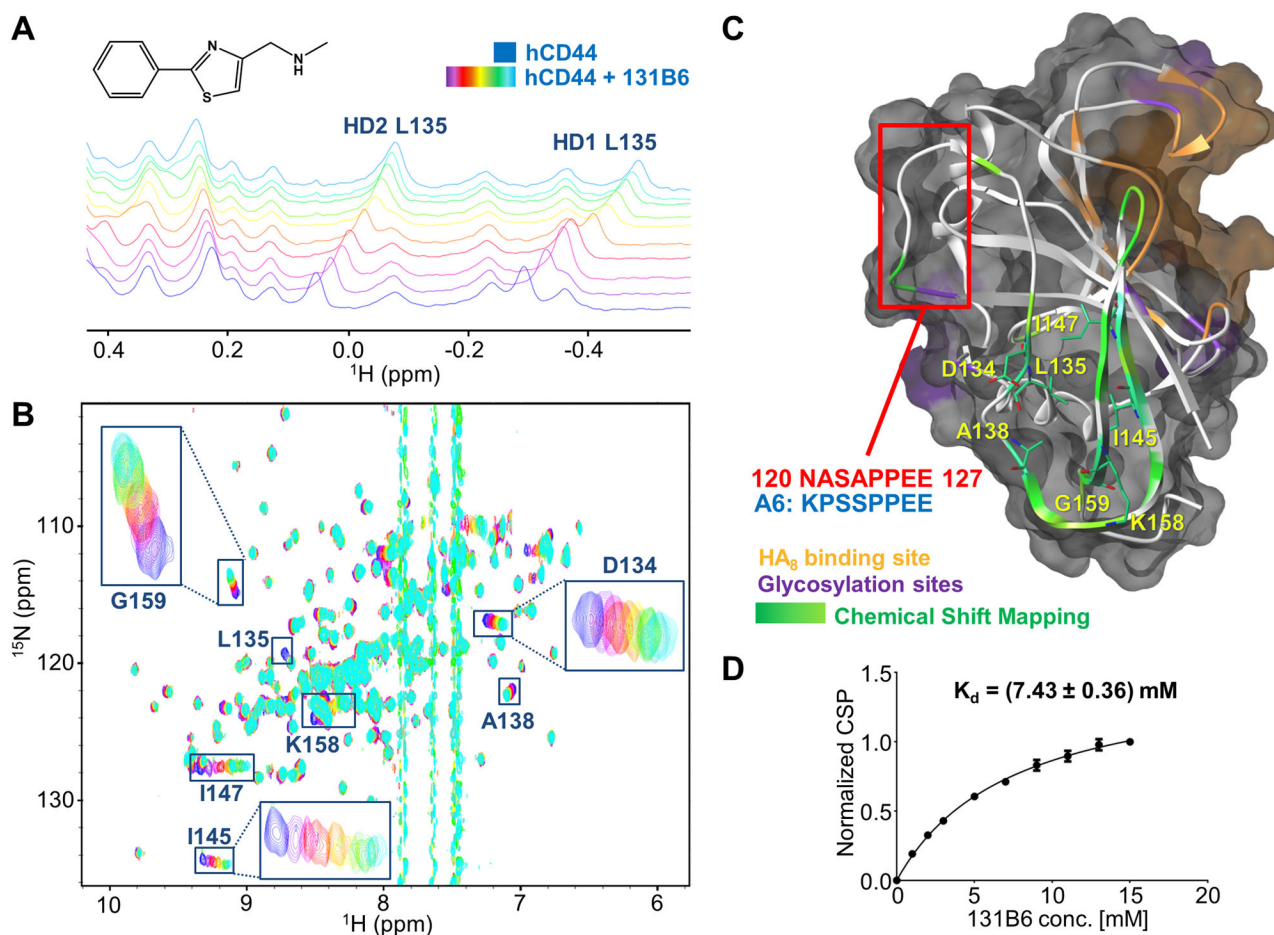 A
N
N
H
S
hCD44
hCD44 + 131B6
HD2 L135
HD1 L135
0.4 0.2 0.0 -0.2 -0.4
¹H (ppm)
B
G159
D134
L135
A138
K158
I147
I145
110
120
130
¹⁵N (ppm)
10 9 8 7 6
¹H (ppm)
C
I147
D134
L135
A138
I145
G159
K158
120 NASAPPEE 127
A6: KPSSPPEE
HA₈ binding site
Glycosylation sites
Chemical Shift Mapping
D
K_d = (7.43 ± 0.36) mM
Normalized CSP
1.5
1.0
0.5
0.0
0 5 10 15 20
131B6 conc. [mM]